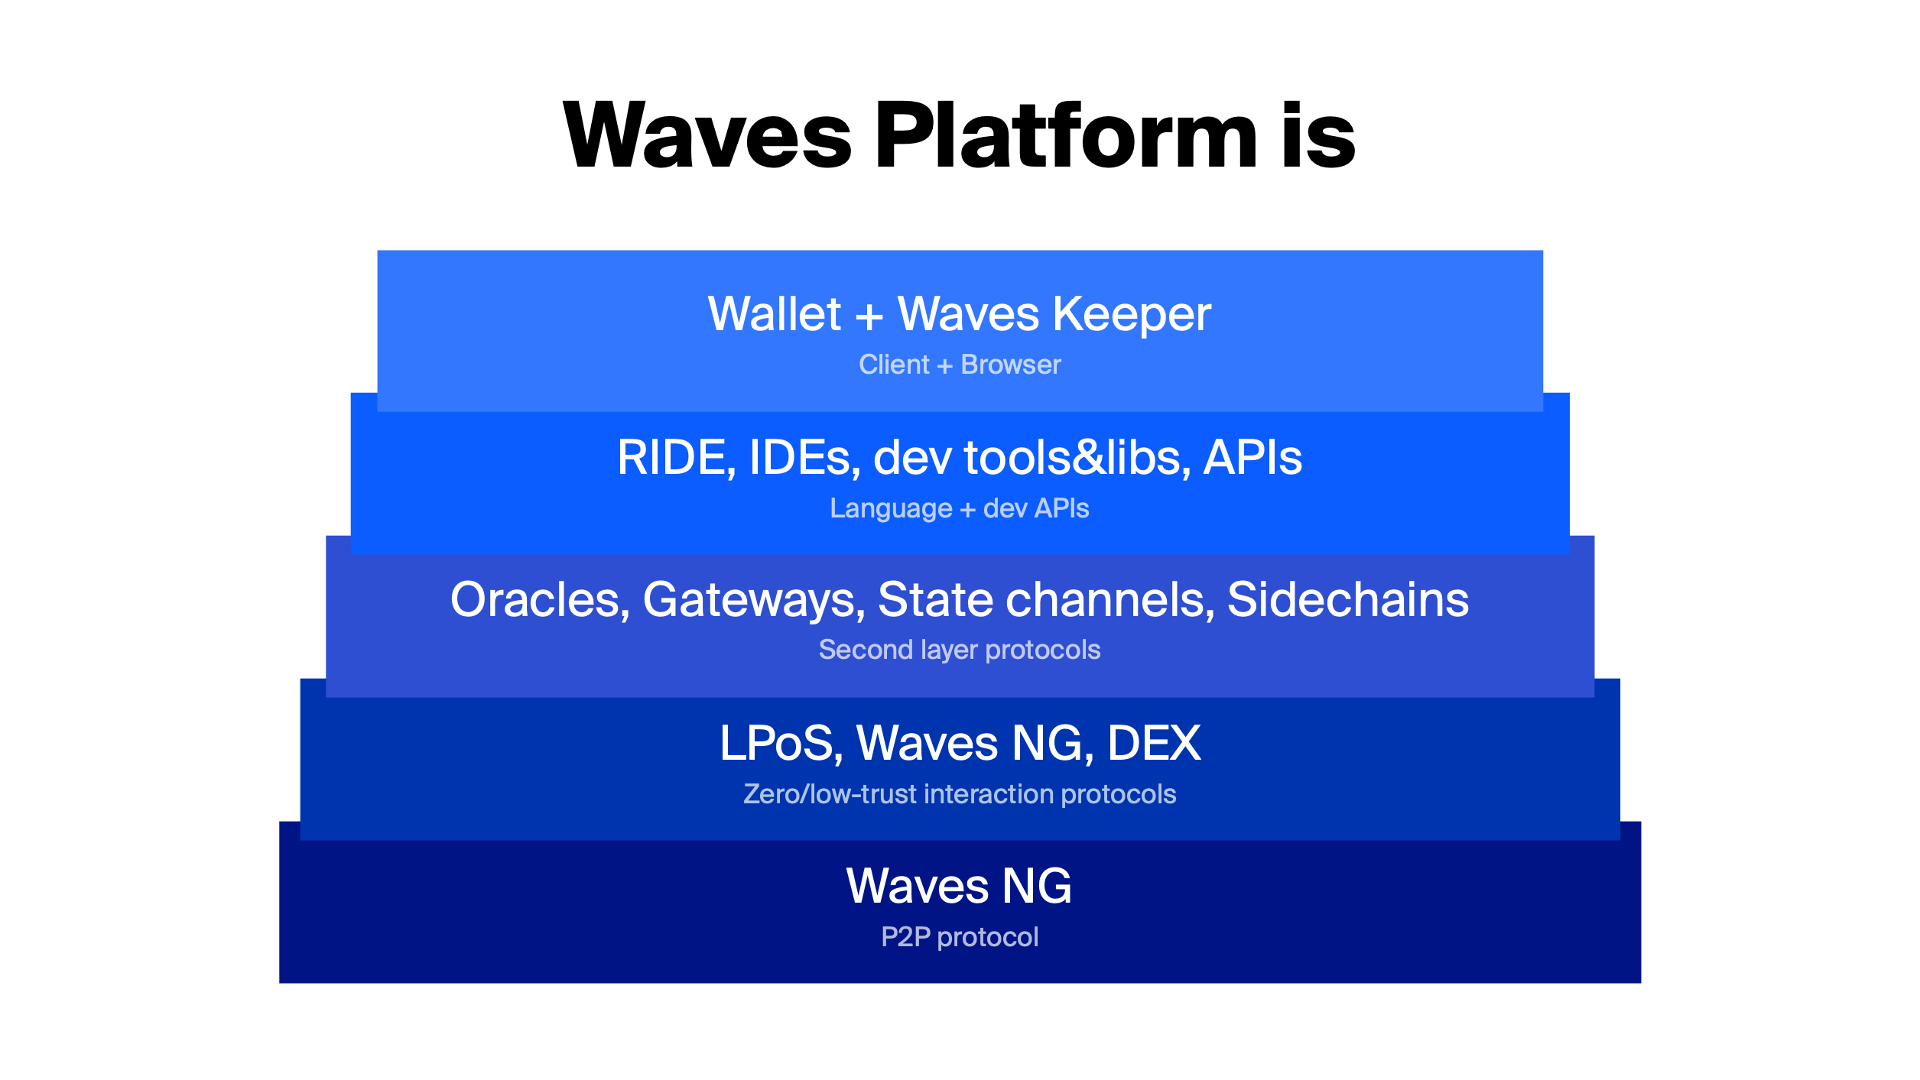 Waves Platform is
Wallet + Waves Keeper
Client + Browser
RIDE, IDEs, dev tools&libs, APIs
Language + dev APIs
Oracles, Gateways, State channels, Sidechains
Second layer protocols
LPoS, Waves NG, DEX
Zero/low-trust interaction protocols
Waves NG
P2P protocol